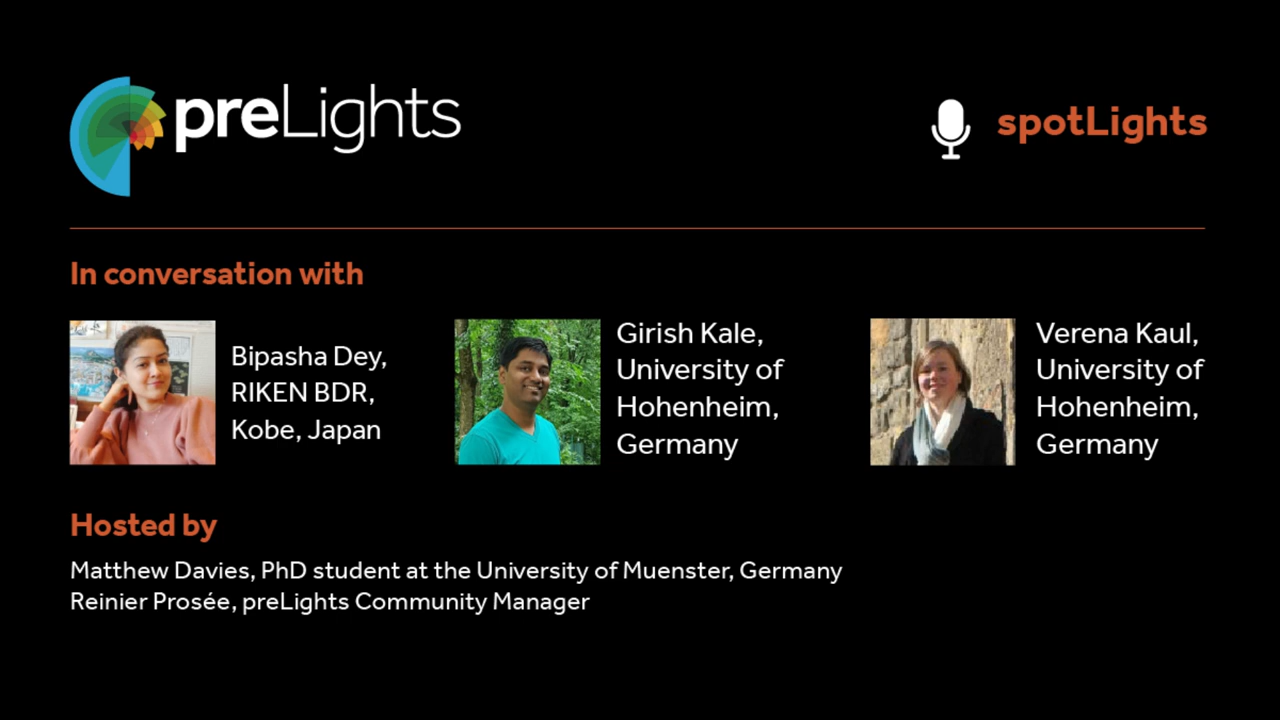 preLights
spotLights
In conversation with
Bipasha Dey,
RIKEN BDR,
Kobe, Japan
Girish Kale,
University of
Hohenheim,
Germany
Verena Kaul,
University of
Hohenheim,
Germany
Hosted by
Matthew Davies, PhD student at the University of Muenster, Germany
Reinier Prosée, preLights Community Manager